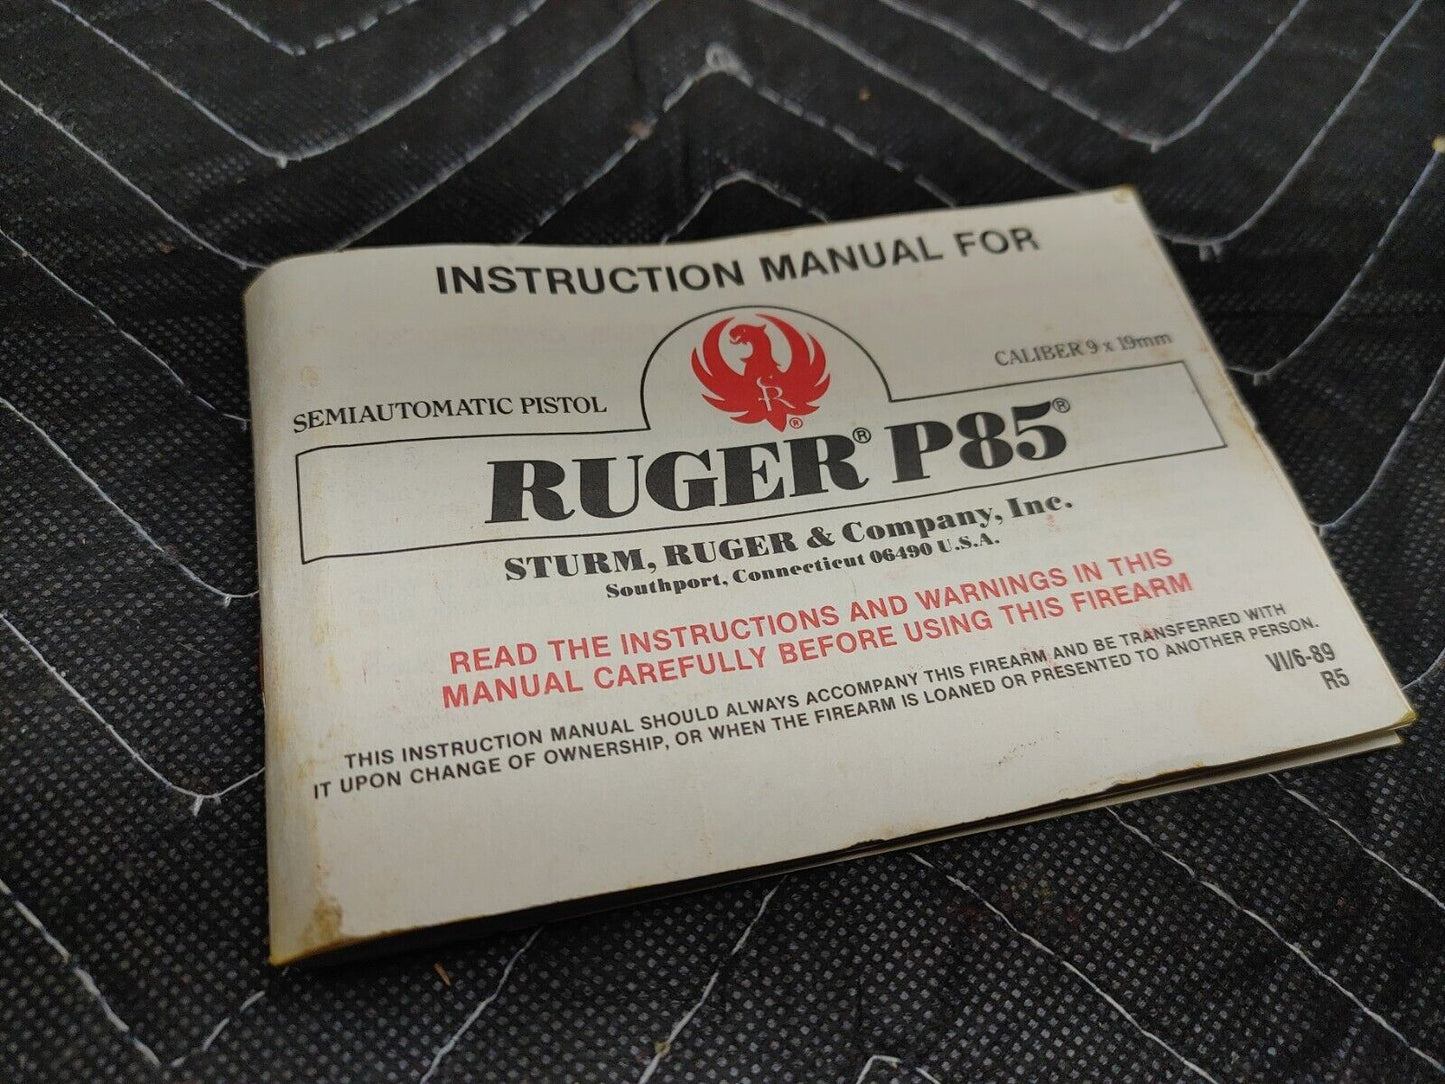 INSTRUCTION MANUAL FOR
SEMIAUTOMATIC PISTOL
CALIBER 9 x 19mm
SR®
RUGER® P85®
STURM, RUGER & Company, Inc.
Southport, Connecticut 06490 U.S.A.
READ THE INSTRUCTIONS AND WARNINGS IN THIS
MANUAL CAREFULLY BEFORE USING THIS FIREARM
THIS INSTRUCTION MANUAL SHOULD ALWAYS ACCOMPANY THIS FIREARM AND BE TRANSFERRED WITH
IT UPON CHANGE OF OWNERSHIP, OR WHEN THE FIREARM IS LOANED OR PRESENTED TO ANOTHER PERSON.
VI/6-89
R5